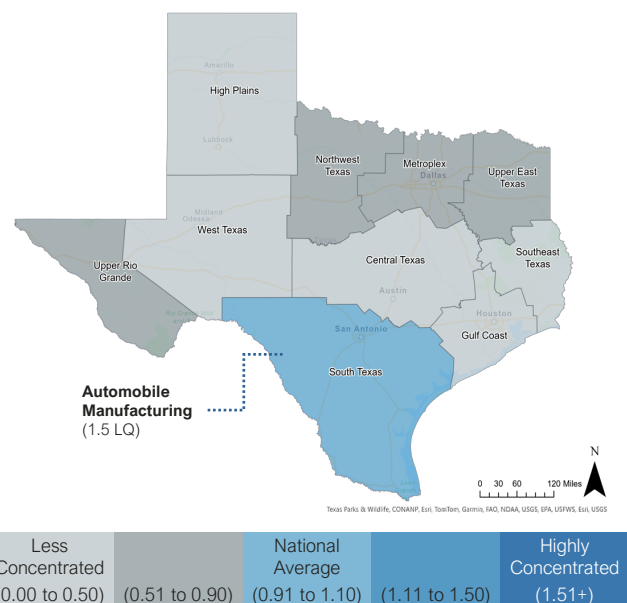 Amarillo
High Plains
Lubbock
Northwest
Texas
Metroplex
Dallas
Upper East
Texas
Midland
Odessa
West Texas
Upper Rio
Grande
Central Texas
Southeast
Texas
Austin
Houston
Gulf Coast
San Antonio
South Texas
Automobile
Manufacturing
(1.5 LQ)
N
0 30 60 120 Miles
Texas Parks & Wildlife, CONANP, Esri, TomTom, Garmin, FAO, NOAA, USGS, EPA, USFWS, Esri, USGS
Less
Concentrated
(0.00 to 0.50)
(0.51 to 0.90)
National
Average
(0.91 to 1.10)
(1.11 to 1.50)
Highly
Concentrated
(1.51+)